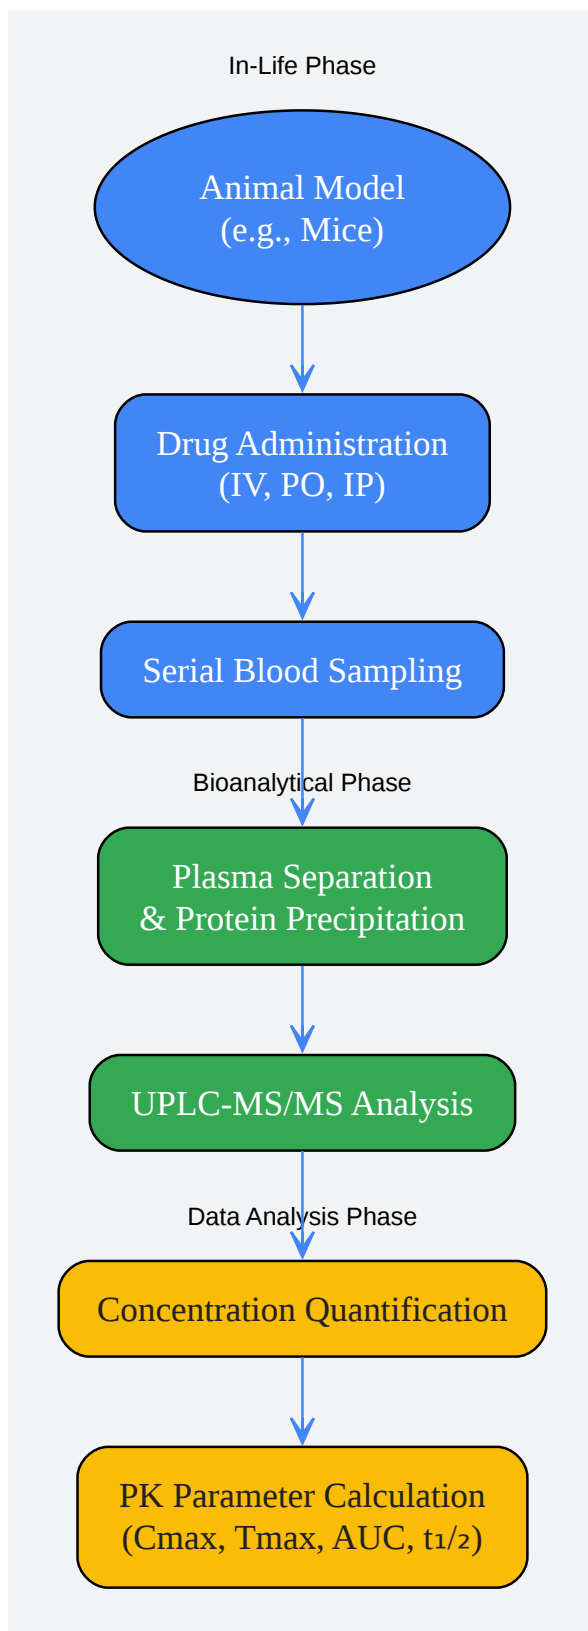 In-Life Phase
Animal Model
(e.g., Mice)
Drug Administration
(IV, PO, IP)
Serial Blood Sampling
Bioanalytical Phase
Plasma Separation
& Protein Precipitation
UPLC-MS/MS Analysis
Data Analysis Phase
Concentration Quantification
PK Parameter Calculation
(Cmax, Tmax, AUC, t₁/₂)